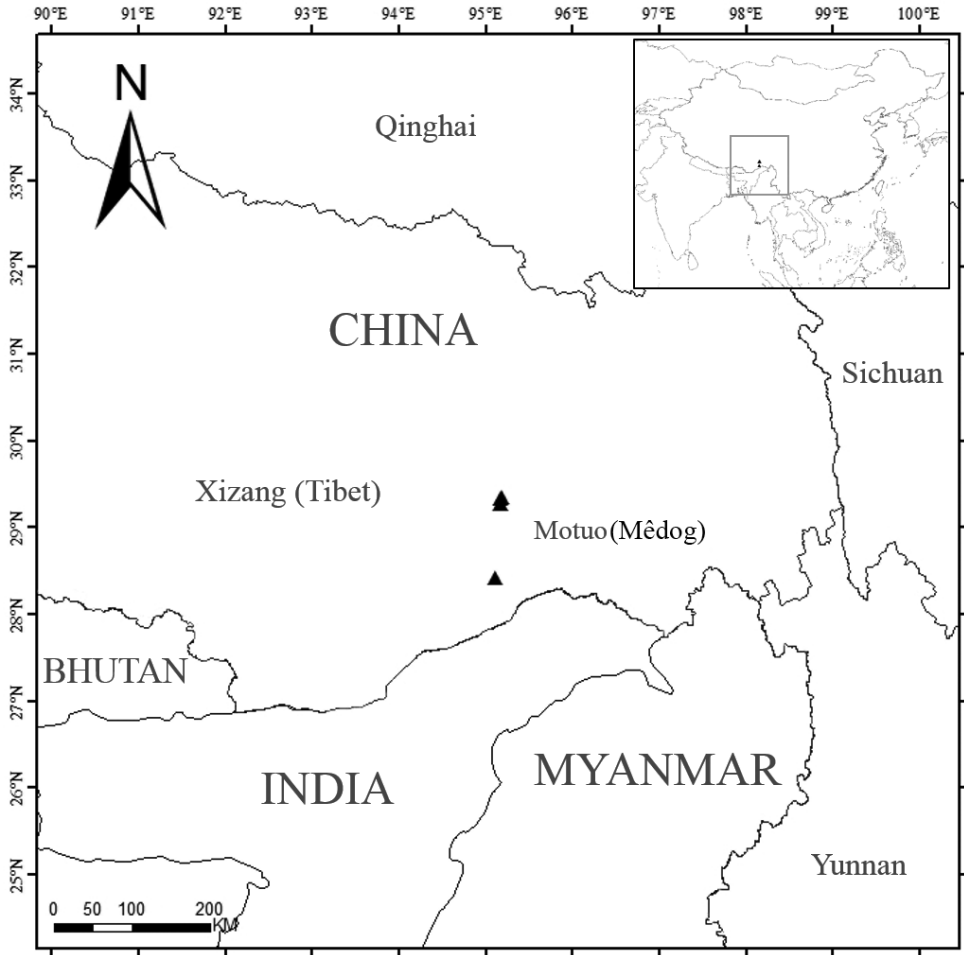 90°E 91°E 92°E 93°E 94°E 95°E 96°E 97°E 98°E 99°E 100°E
N
34°N
Qinghai
33°N
32°N
CHINA
31°N
Sichuan
30°N
Xizang (Tibet)
29°N
Motuo(Mêdog)
28°N
BHUTAN
27°N
MYANMAR
INDIA
26°N
Yunnan
25°N
0 50 100 200
KM